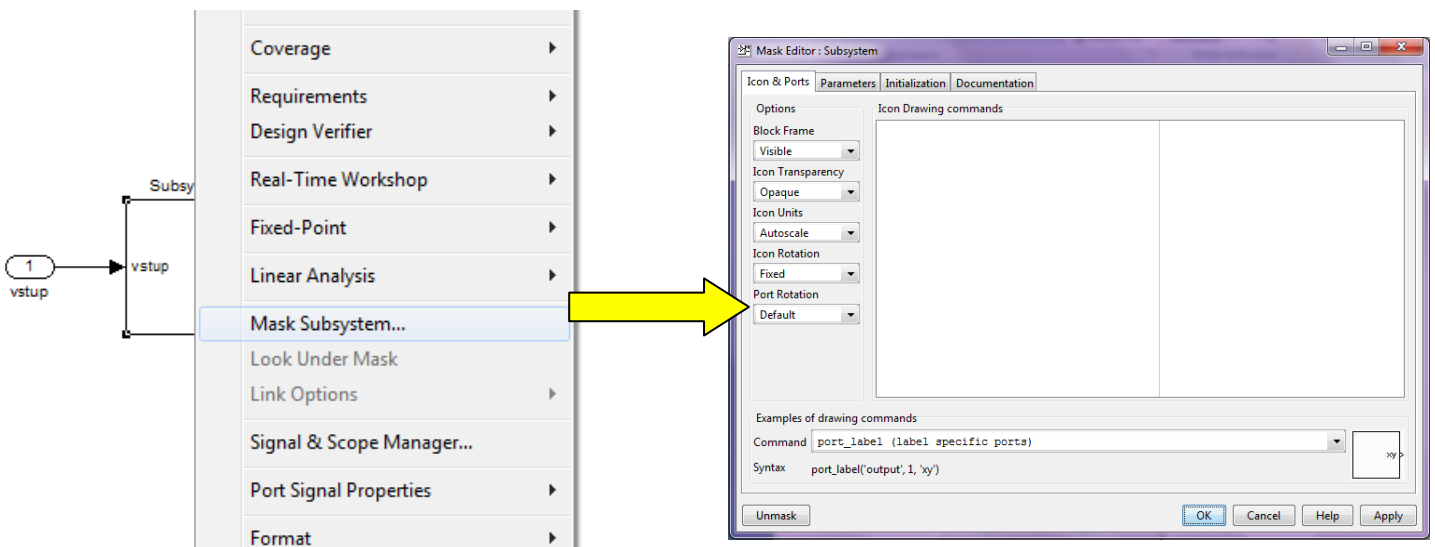 Coverage
Requirements
Design Verifier
Real-Time Workshop
Fixed-Point
Linear Analysis
Mask Subsystem...
Look Under Mask
Link Options
Signal & Scope Manager...
Port Signal Properties
Format
Subsy
1
vstup
vstup
Mask Editor : Subsystem
Icon & Ports Parameters Initialization Documentation
Options Icon Drawing commands
Block Frame
Visible
Icon Transparency
Opaque
Icon Units
Autoscale
Icon Rotation
Fixed
Port Rotation
Default
Examples of drawing commands
Command port_label (label specific ports)
Syntax port_label('output', 1, 'xy')
xy
Unmask OK Cancel Help Apply